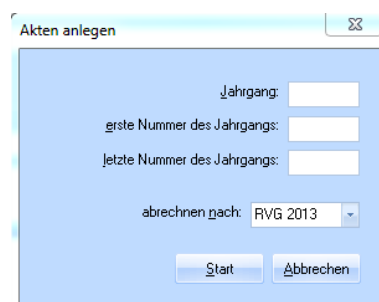 Akten anlegen
Jahrgang:
erste Nummer des Jahrgangs:
letzte Nummer des Jahrgangs:
abrechnen nach: RVG 2013
Start Abbrechen